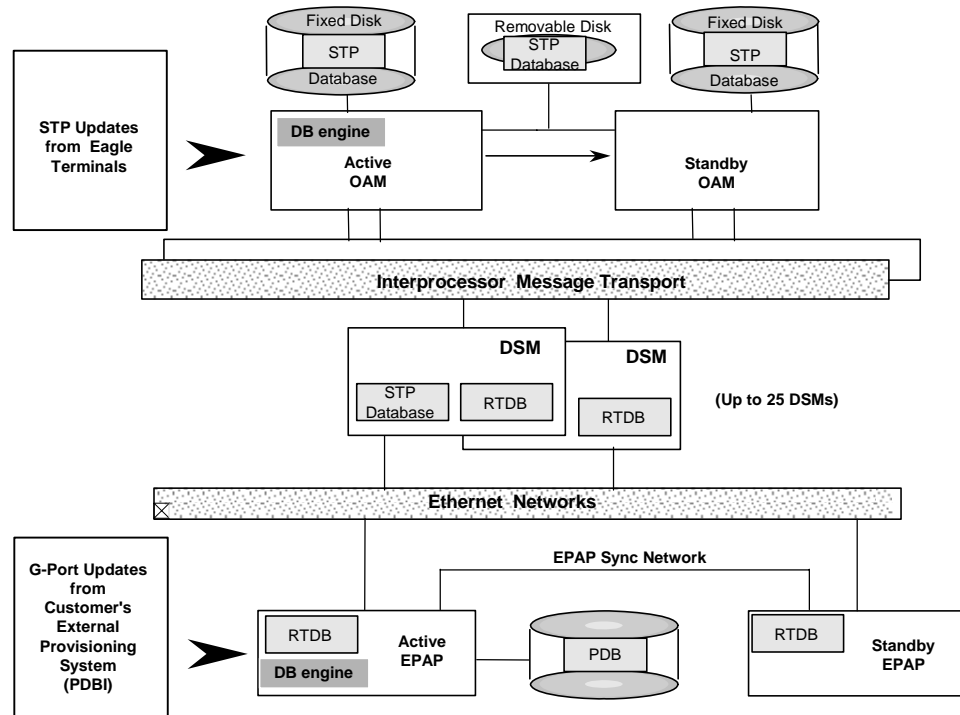 Fixed Disk
STP
Database
Removable Disk
STP
Database
Fixed Disk
STP
Database
STP Updates
from Eagle
Terminals
DB engine
Active
OAM
Standby
OAM
Interprocessor Message Transport
DSM
STP
Database
RTDB
DSM
RTDB
(Up to 25 DSMs)
Ethernet Networks
G-Port Updates
from
Customer's
External
Provisioning
System
(PDBI)
EPAP Sync Network
RTDB
DB engine
Active
EPAP
PDB
RTDB
Standby
EPAP